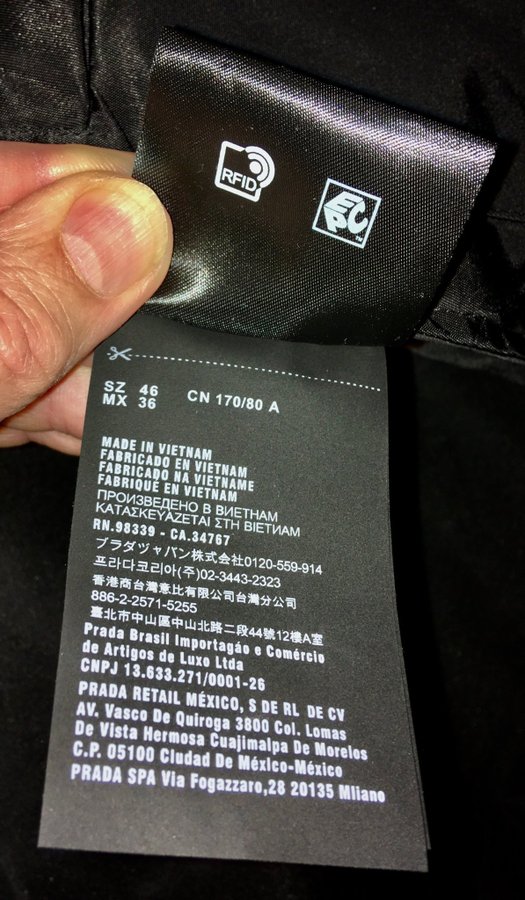 RFID
EPC
SZ 46 CN 170/80 A
MX 36
MADE IN VIETNAM
FABRICADO EN VIETNAM
FABRICADO NA VIETNAME
FABRIQUÉ EN VIETNAM
ПРОИЗВЕДЕНО В ВИЕТНАМ
ΚΑΤΑΣΚΕΥΑΖΕΤΑΙ ΣΤΗ ΒΙΕΤΙΑΜ
RN.98339 - CA.34767
プラダジャパン株式会社0120-559-914
프라다코리아(주)02-3443-2323
香港商台灣意比有限公司台灣分公司
886-2-2571-5255
臺北市中山區中山北路二段44號12樓A室
Prada Brasil Importagáo e Comércio
de Artigos de Luxo Ltda
CNPJ 13.633.271/0001-26
PRADA RETAIL MÉXICO, S DE RL DE CV
AV. Vasco De Quiroga 3800 Col. Lomas
De Vista Hermosa Cuajimalpa De Morelos
C.P. 05100 Ciudad De México-México
PRADA SPA Via Fogazzaro,28 20135 Mliano